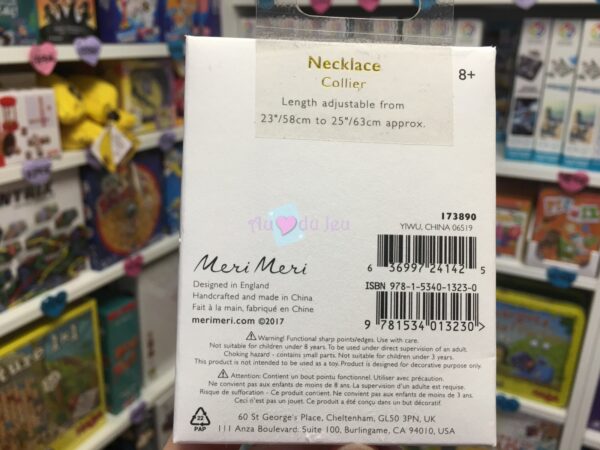 Necklace
Collier
8+
Length adjustable from
23"/58cm to 25"/63cm approx.
Au du Jeu
173890
YIWU, CHINA 06519
6 36997 24142 5
ISBN 978-1-5340-1323-0
9 781534 013230 >
Meri Meri
Designed in England
Handcrafted and made in China
Fait à la main, fabriqué en Chine
merimeri.com ©2017
Warning! Functional sharp points/edges. Use with care.
Not suitable for children under 8 years. To be used under direct supervision of an adult.
Choking hazard - contains small parts. Not suitable for children under 3 years.
This product is not intended to be used as a toy. Product is designed for decorative purpose only.
Attention: Contient un bout pointu fonctionnel. Utiliser avec précaution.
Ne convient pas aux enfants de moins de 8 ans. La supervision d'un adulte est requise.
Risque de suffocation - Ce produit contient. Ne convient pas aux enfants de moins de 3 ans.
Ceci n'est pas un jouet. Ce produit a été conçu dans un but décoratif.
22
PAP
60 St George's Place, Cheltenham, GL50 3PN, UK
111 Anza Boulevard: Suite 100, Burlingame, CA 94010, USA